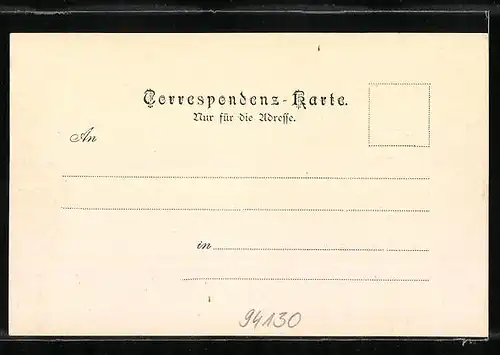 Correspondenz-Karte.
Nur für die Adresse.
An
in
94130